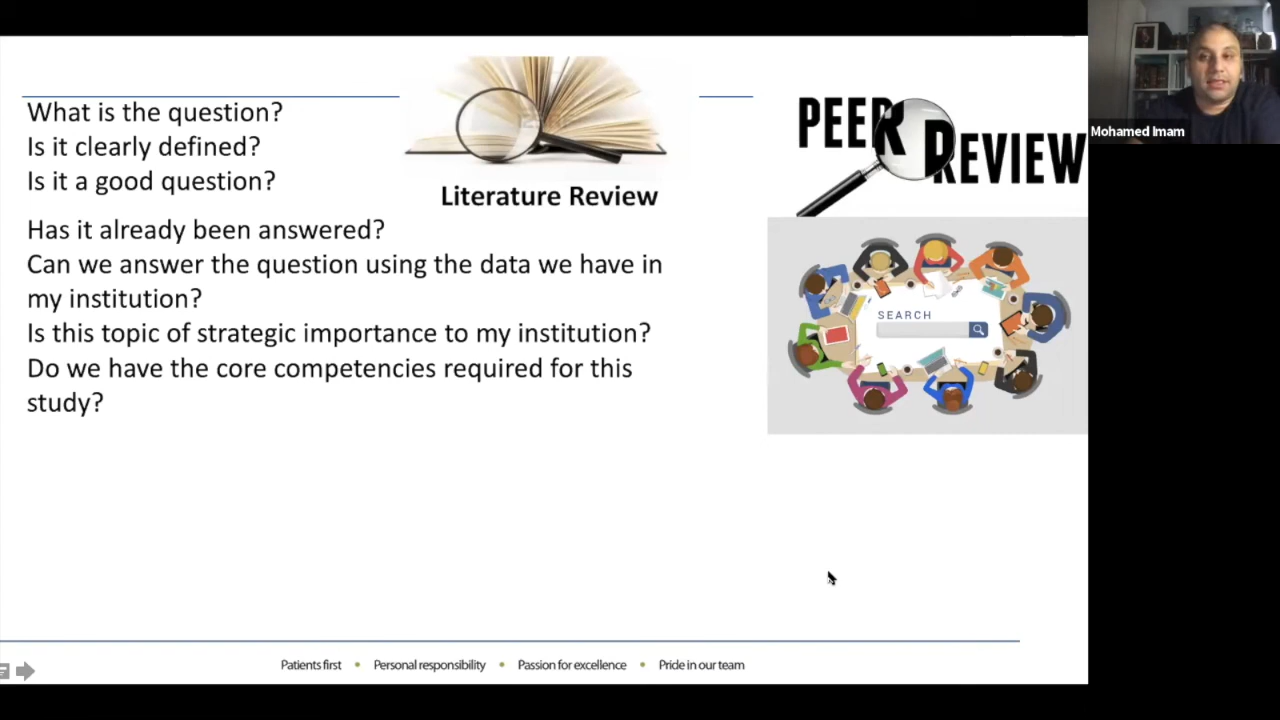 What is the question?
Is it clearly defined?
Is it a good question?
Literature Review
Has it already been answered?
Can we answer the question using the data we have in
my institution?
Is this topic of strategic importance to my institution?
Do we have the core competencies required for this
study?
PEER
REVIEW
SEARCH
Mohamed Imam
Patients first • Personal responsibility • Passion for excellence • Pride in our team